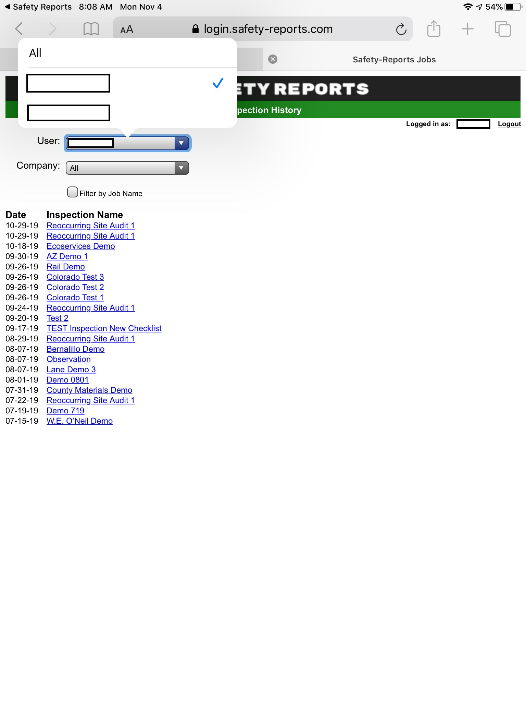 Safety Reports 8:08 AM Mon Nov 4 54%
AA login.safety-reports.com
All
Safety-Reports Jobs
TY REPORTS
pection History
Logged in as: Logout
User:
Company: All
Filter by Job Name
Date Inspection Name
10-29-19 Reoccurring Site Audit 1
10-29-19 Reoccurring Site Audit 1
10-18-19 Ecoservices Demo
09-30-19 AZ Demo 1
09-26-19 Rail Demo
09-26-19 Colorado Test 3
09-26-19 Colorado Test 2
09-26-19 Colorado Test 1
09-24-19 Reoccurring Site Audit 1
09-20-19 Test 2
09-17-19 TEST Inspection New Checklist
08-29-19 Reoccurring Site Audit 1
08-07-19 Bernalillo Demo
08-07-19 Observation
08-07-19 Lane Demo 3
08-01-19 Demo 0801
07-31-19 County Materials Demo
07-22-19 Reoccurring Site Audit 1
07-19-19 Demo 719
07-15-19 W.E. O'Neil Demo